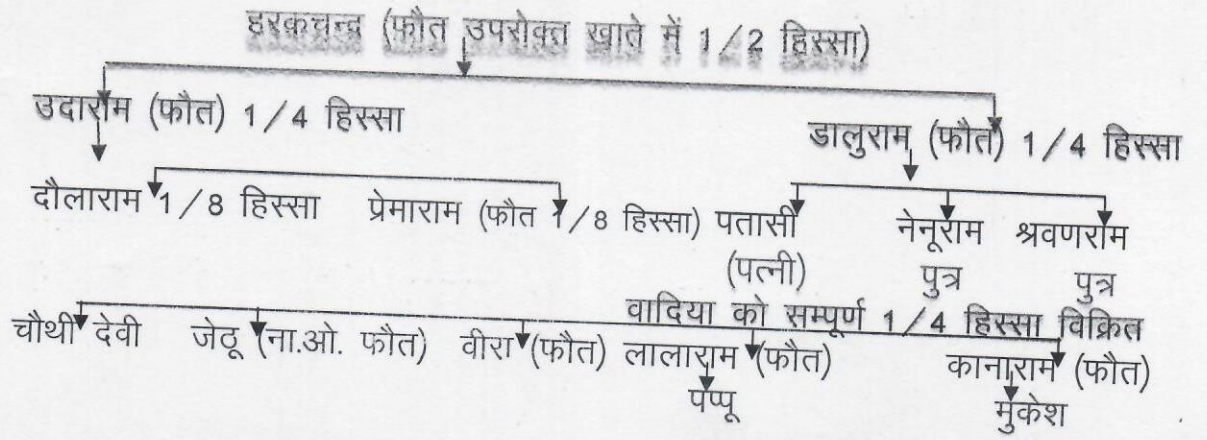 हरकचन्द्र (फौत उपरोक्त खाते में 1/2 हिस्सा)
उदाराम (फौत) 1/4 हिस्सा
डालुराम (फौत) 1/4 हिस्सा
दौलाराम 1/8 हिस्सा प्रेमाराम (फौत 1/8 हिस्सा) पतासी नेनूराम श्रवणराम
(पत्नी) पुत्र पुत्र
वादिया को सम्पूर्ण 1/4 हिस्सा विक्रित
चौथी देवी जेठू (ना.ओ. फौत) वीरा (फौत) लालाराम (फौत) कानाराम (फौत)
पप्पू मुकेश